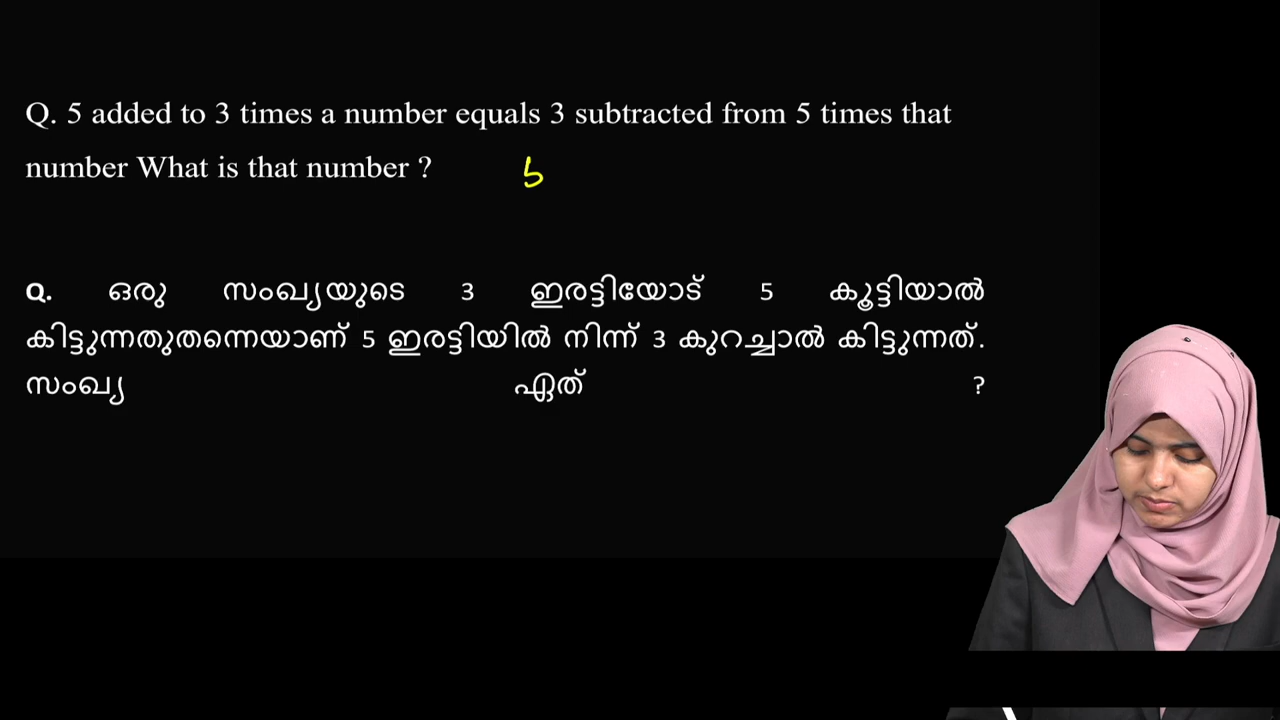 Q. 5 added to 3 times a number equals 3 subtracted from 5 times that
number What is that number ? 5
Q. ഒരു സംഖ്യയുടെ 3 ഇരട്ടിയോട് 5 കൂട്ടിയാൽ
കിട്ടുന്നതുതന്നെയാണ് 5 ഇരട്ടിയിൽ നിന്ന് 3 കുറച്ചാൽ കിട്ടുന്നത്.
സംഖ്യ ഏത് ?